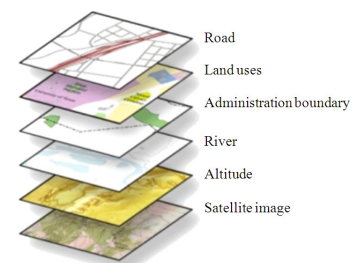 Road
Land uses
Administration boundary
River
Altitude
Satellite image